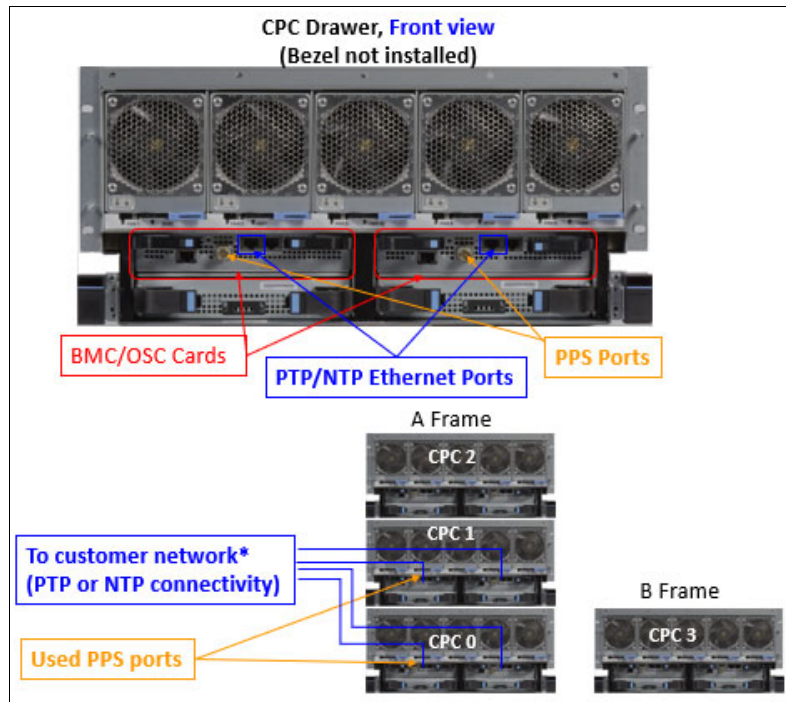 CPC Drawer, Front view
(Bezel not installed)
BMC/OSC Cards
PTP/NTP Ethernet Ports
PPS Ports
A Frame
CPC 2
CPC 1
To customer network*
(PTP or NTP connectivity)
B Frame
CPC 0
CPC 3
Used PPS ports